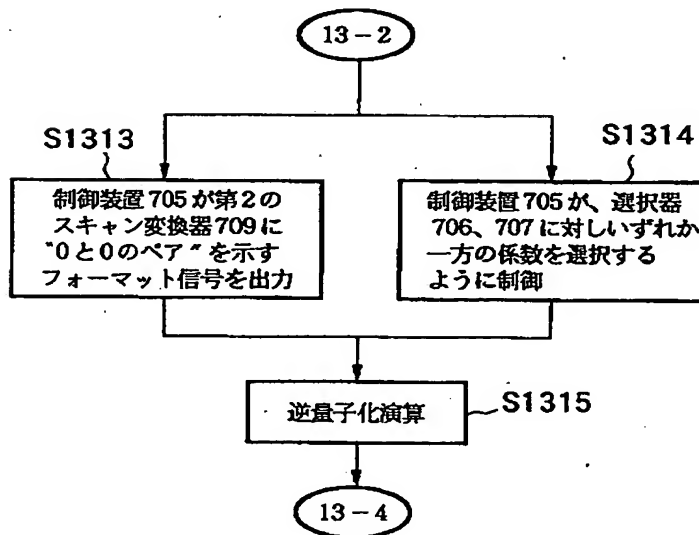 13-2
S1313
S1314
制御装置705が第2の
スキャン変換器709に
"0と0のペア"を示す
フォーマット信号を出力
制御装置705が、選択器
706、707に対しいずれか
一方の係数を選択する
ように制御
逆量子化演算
S1315
13-4